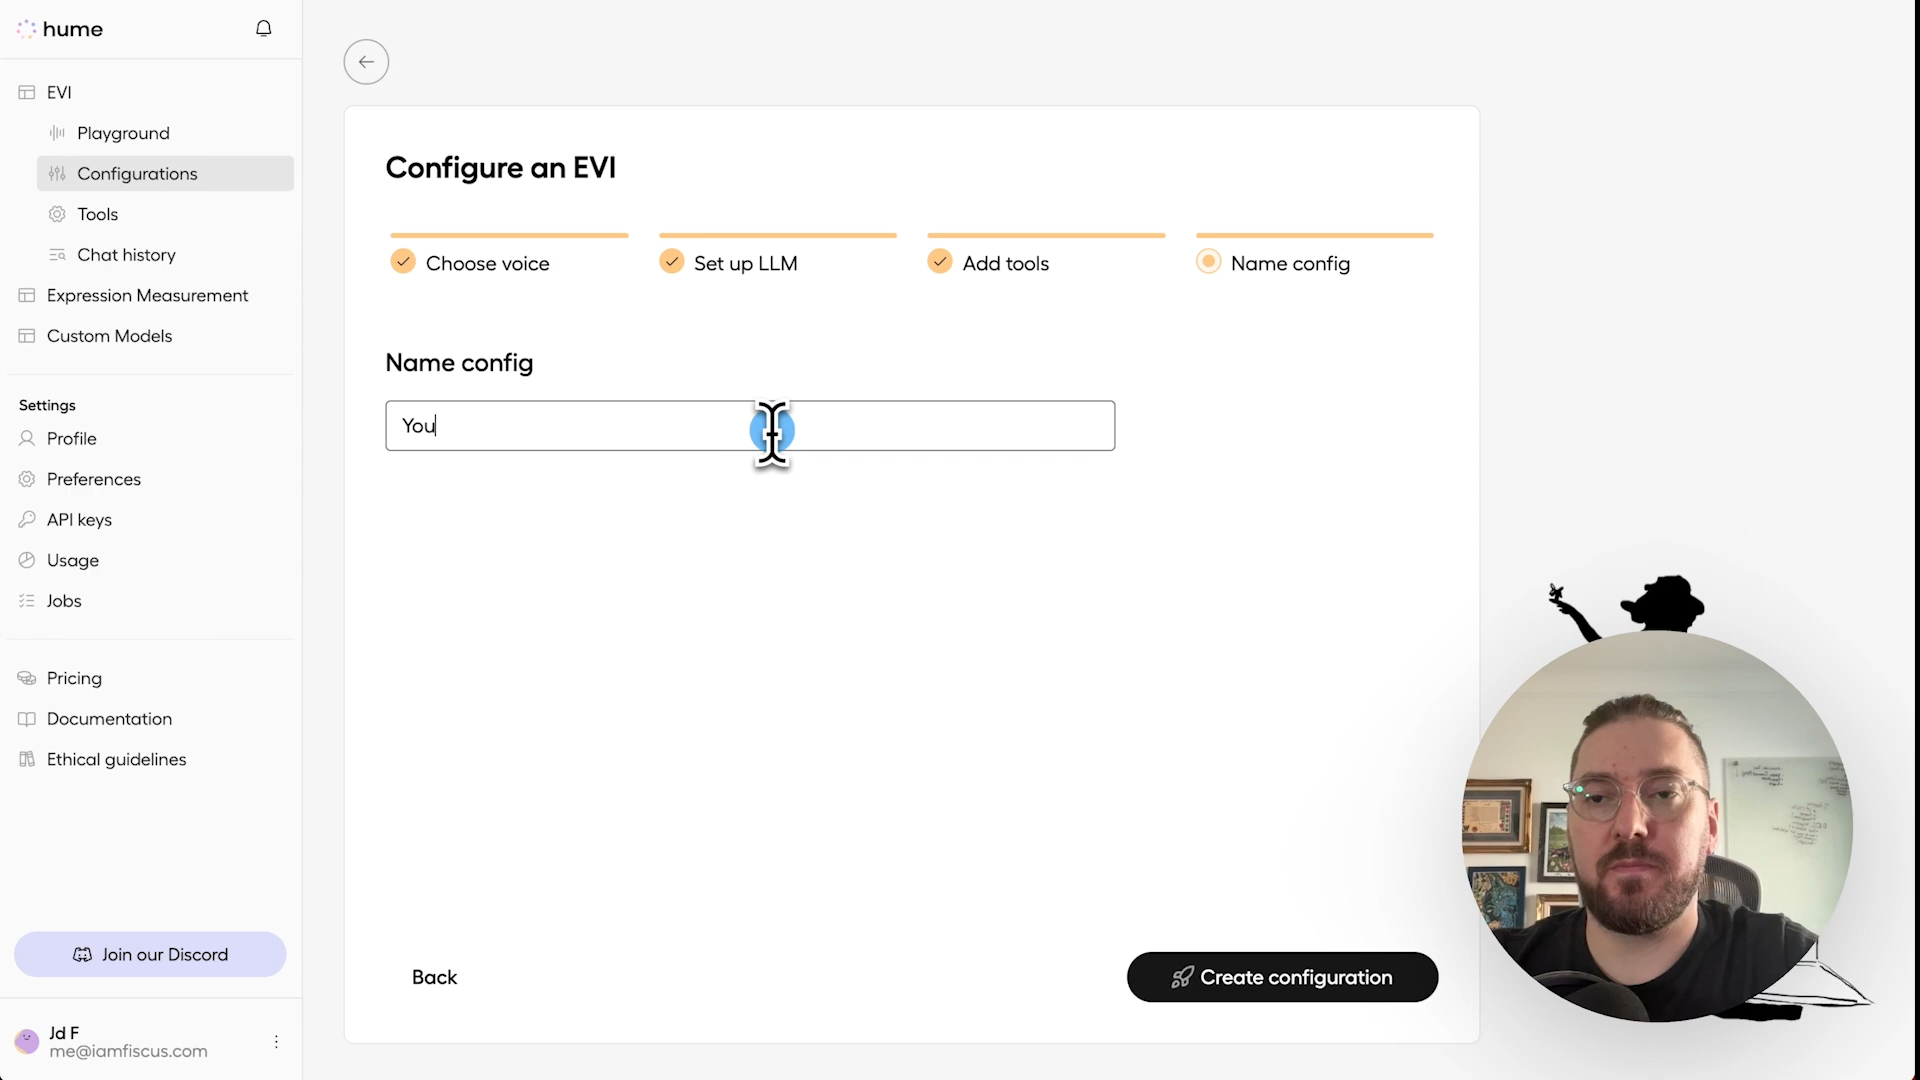 hume
EVI
Playground
Configurations
Tools
Chat history
Expression Measurement
Custom Models
Settings
Profile
Preferences
API keys
Usage
Jobs
Pricing
Documentation
Ethical guidelines
Join our Discord
Jd F
me@iamfiscus.com
Configure an EVI
Choose voice
Set up LLM
Add tools
Name config
Name config
You
Back
Create configuration